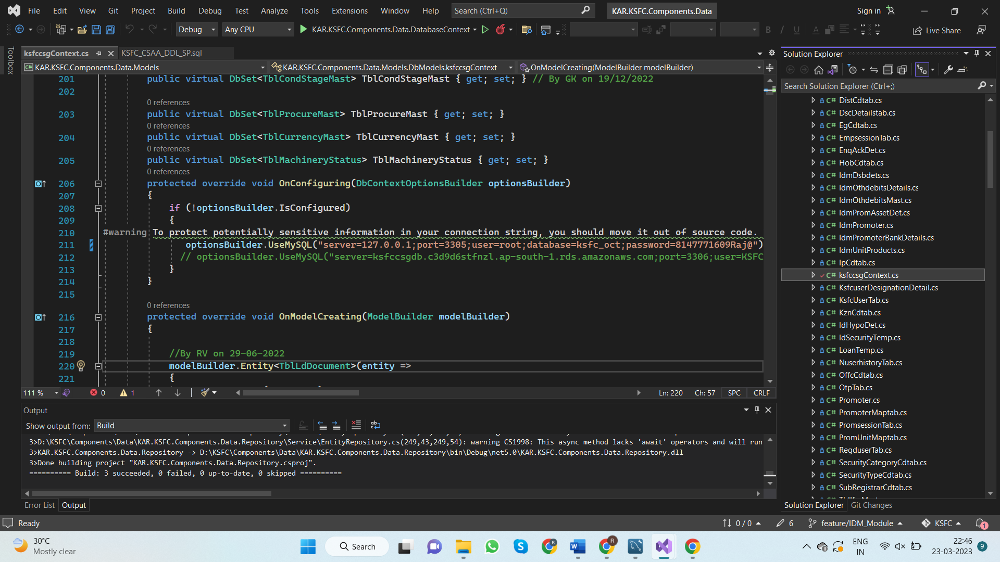 File Edit View Git Project Build Debug Test Analyze Tools Extensions Window Help Search (Ctrl+Q) KAR.KSFC.Components.Data Sign in
Debug Any CPU KAR.KSFC.Components.Data.DatabaseContext Live Share
Toolbox
ksfccsgContext.cs KSFC_CSAA_DDL_SP.sql
KAR.KSFC.Components.Data.Models KAR.KSFC.Components.Data.Models.DbModels.ksfccsgContext OnModelCreating(ModelBuilder modelBuilder)
201 public virtual DbSet<TblCondStageMast> TblCondStageMast { get; set; } // By GK on 19/12/2022
202
0 references
203 public virtual DbSet<TblProcureMast> TblProcureMast { get; set; }
0 references
204 public virtual DbSet<TblCurrencyMast> TblCurrencyMast { get; set; }
0 references
205 public virtual DbSet<TblMachineryStatus> TblMachineryStatus { get; set; }
0 references
206 protected override void OnConfiguring(DbContextOptionsBuilder optionsBuilder)
207 {
208 if (!optionsBuilder.IsConfigured)
209 {
210 #warning To protect potentially sensitive information in your connection string, you should move it out of source code.
211 optionsBuilder.UseMySQL("server=127.0.0.1;port=3305;user=root;database=ksfc_oct;password=8147771609Raj@")
212 // optionsBuilder.UseMySQL("server=ksfccsgdb.c3d9d6stfnzl.ap-south-1.rds.amazonaws.com;port=3306;user=KSFC
213 }
214 }
215
0 references
216 protected override void OnModelCreating(ModelBuilder modelBuilder)
217 {
218
219 //By RV on 29-06-2022
220 modelBuilder.Entity<TblLdDocument>(entity =>
221 {
111 % 0 1 Ln: 220 Ch: 57 SPC CRLF
Output
Show output from: Build
3>D:\KSFC\Components\Data\KAR.KSFC.Components.Data.Repository\Service\EntityRepository.cs(249,43,249,54): warning CS1998: This async method lacks 'await' operators and will run
3>KAR.KSFC.Components.Data.Repository -> D:\KSFC\Components\Data\KAR.KSFC.Components.Data.Repository\bin\Debug\net5.0\KAR.KSFC.Components.Data.Repository.dll
3>Done building project "KAR.KSFC.Components.Data.Repository.csproj".
========== Build: 3 succeeded, 0 failed, 0 up-to-date, 0 skipped ==========
Error List Output
Solution Explorer
Search Solution Explorer (Ctrl+;)
C# DistCdtab.cs
C# DscDetailstab.cs
C# EgCdtab.cs
C# EmpsessionTab.cs
C# EnqAckDet.cs
C# HobCdtab.cs
C# IdmDsbdets.cs
C# IdmOthdebitsDetails.cs
C# IdmOthdebitsMast.cs
C# IdmPromAssetDet.cs
C# IdmPromoter.cs
C# IdmPromoterBankDetails.cs
C# IdmUnitProducts.cs
C# IpCdtab.cs
C# ksfccsgContext.cs
C# KsfcuserDesignationDetail.cs
C# KsfcUserTab.cs
C# KznCdtab.cs
C# IdHypoDet.cs
C# IdSecurityTemp.cs
C# LoanTemp.cs
C# NuserhistoryTab.cs
C# OffcCdtab.cs
C# OtpTab.cs
C# Promoter.cs
C# PromoterMaptab.cs
C# PromsessionTab.cs
C# PromUnitMaptab.cs
C# RegduserTab.cs
C# SecurityCategoryCdtab.cs
C# SecurityTypeCdtab.cs
C# SubRegistrarCdtab.cs
Solution Explorer Git Changes
Ready 0 / 0 6 feature/IDM_Module KSFC 1
30°C
Mostly clear
Search
ENG
IN
22:46
23-03-2023
9